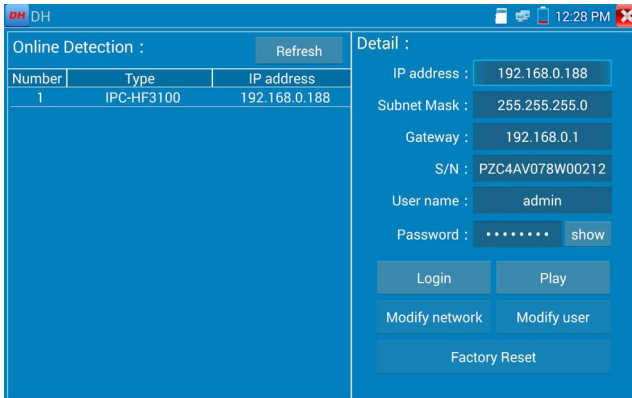 DH DH 12:28 PM
Online Detection：
Refresh
Number Type IP address
1 IPC-HF3100 192.168.0.188
Detail：
IP address： 192.168.0.188
Subnet Mask： 255.255.255.0
Gateway： 192.168.0.1
S/N： PZC4AV078W00212
User name： admin
Password： •••••••• show
Login Play
Modify network Modify user
Factory Reset